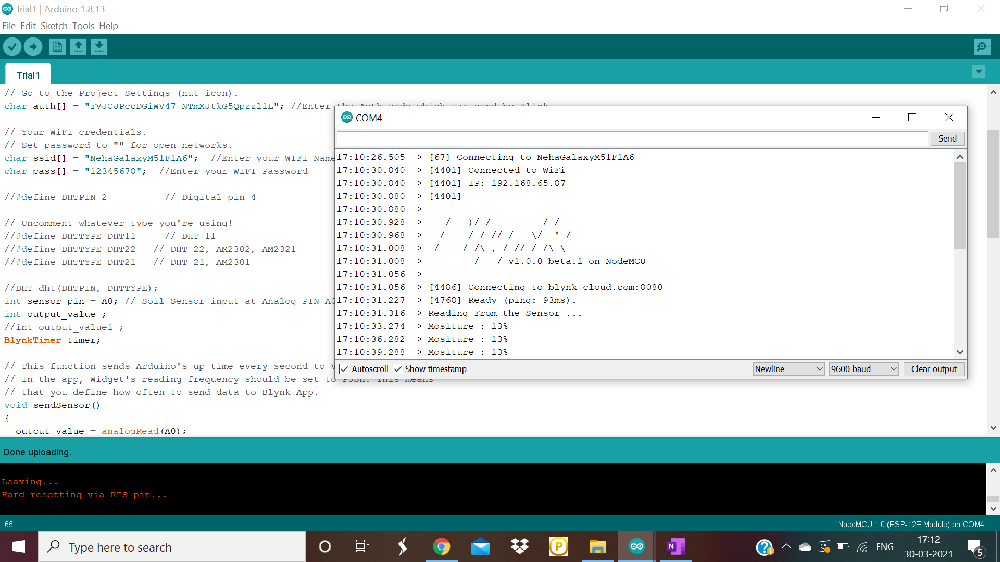 Trial1 | Arduino 1.8.13
File Edit Sketch Tools Help
Trial1
// Go to the Project Settings (nut icon).
char auth[] = "FVJCJPccDGiWV47_NTmXJtkG5Qpzzl1L"; //Enter the Auth code which was send by Blink
// Your WiFi credentials.
// Set password to "" for open networks.
char ssid[] = "NehaGalaxyM51F1A6";  //Enter your WIFI Name
char pass[] = "12345678";  //Enter your WIFI Password
//#define DHTPIN 2          // Digital pin 4
// Uncomment whatever type you're using!
//#define DHTTYPE DHT11     // DHT 11
//#define DHTTYPE DHT22   // DHT 22, AM2302, AM2321
//#define DHTTYPE DHT21   // DHT 21, AM2301
//DHT dht(DHTPIN, DHTTYPE);
int sensor_pin = A0; // Soil Sensor input at Analog PIN A0
int output_value ;
//int output_value1 ;
BlynkTimer timer;
// This function sends Arduino's up time every second to V
// In the app, Widget's reading frequency should be set to PUSH. This means
// that you define how often to send data to Blynk App.
void sendSensor()
{
output_value = analogRead(A0);
COM4
Send
17:10:26.505 -> [67] Connecting to NehaGalaxyM51F1A6
17:10:30.840 -> [4401] Connected to WiFi
17:10:30.840 -> [4401] IP: 192.168.65.87
17:10:30.880 -> [4401]
17:10:30.880 ->     ___  __          __
17:10:30.928 ->    / _ )/ /_ _____  / /__
17:10:30.968 ->   / _  / / // / _ \/  '_/
17:10:31.008 ->  /____/_/\_, /_//_/_/\_\
17:10:31.008 ->         /___/ v1.0.0-beta.1 on NodeMCU
17:10:31.056 ->
17:10:31.056 -> [4486] Connecting to blynk-cloud.com:8080
17:10:31.227 -> [4768] Ready (ping: 93ms).
17:10:31.316 -> Reading From the Sensor ...
17:10:33.274 -> Mositure : 13%
17:10:36.282 -> Mositure : 13%
17:10:39.288 -> Mositure : 13%
Autoscroll Show timestamp Newline 9600 baud Clear output
Done uploading.
Leaving...
Hard resetting via RTS pin...
65 NodeMCU 1.0 (ESP-12E Module) on COM4
Type here to search
ENG
17:12
30-03-2021
5